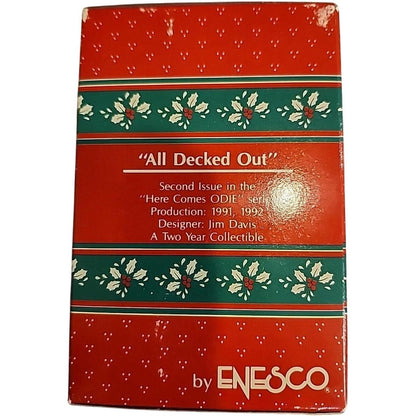 "All Decked Out"
Second Issue in the
"Here Comes ODIE" series
Production: 1991, 1992
Designer: Jim Davis
A Two Year Collectible
by ENESCO